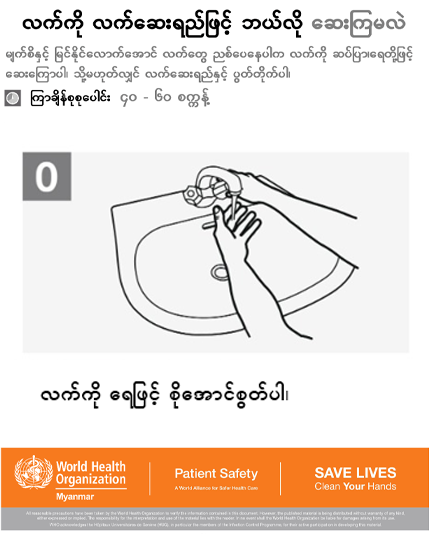 လက်ကို လက်ဆေးရည်ဖြင့် ဘယ်လို ဆေးကြမလဲ
မျက်စိနှင့် မြင်နိုင်လောက်အောင် လက်တွေ ညစ်ပေနေပါက လက်ကို ဆပ်ပြာ၊ရေတို့ဖြင့်
ဆေးကြောပါ၊ သို့မဟုတ်လျှင် လက်ဆေးရည်နှင့် ပွတ်တိုက်ပါ၊
ကြာချိန်စုစုပေါင်း ၄၀ - ၆၀ စက္ကန့်
0
လက်ကို ရေဖြင့် စိုအောင်စွတ်ပါ၊
World Health
Organization
Myanmar
Patient Safety
A World Alliance for Safer Health Care
SAVE LIVES
Clean Your Hands